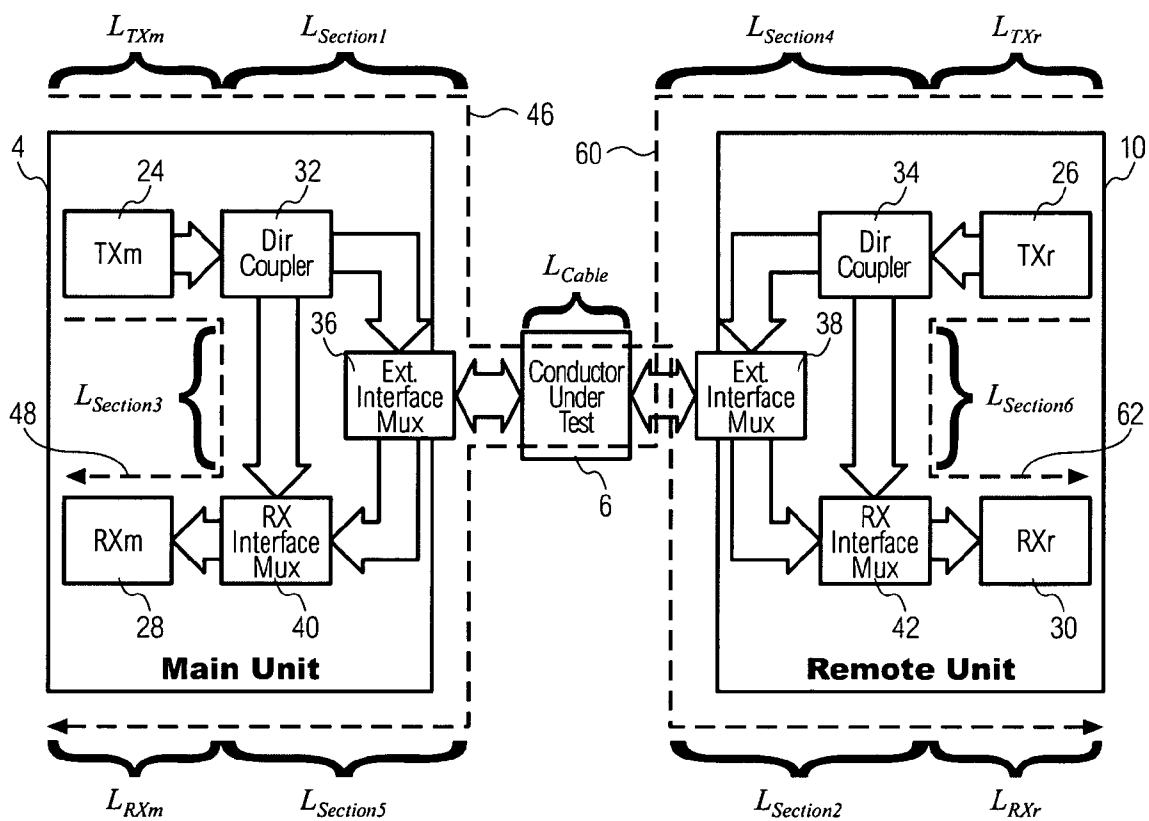 L_TXm
L_Section1
L_Section4
L_TXr
46
60
4
10
24
32
34
26
TXm
Dir
Coupler
Dir
Coupler
TXr
L_Cable
36
38
Ext.
Interface
Mux
Conductor
Under
Test
Ext.
Interface
Mux
L_Section3
L_Section6
48
62
6
RXm
RX
Interface
Mux
RX
Interface
Mux
RXr
28
40
42
30
Main Unit
Remote Unit
L_RXm
L_Section5
L_Section2
L_RXr